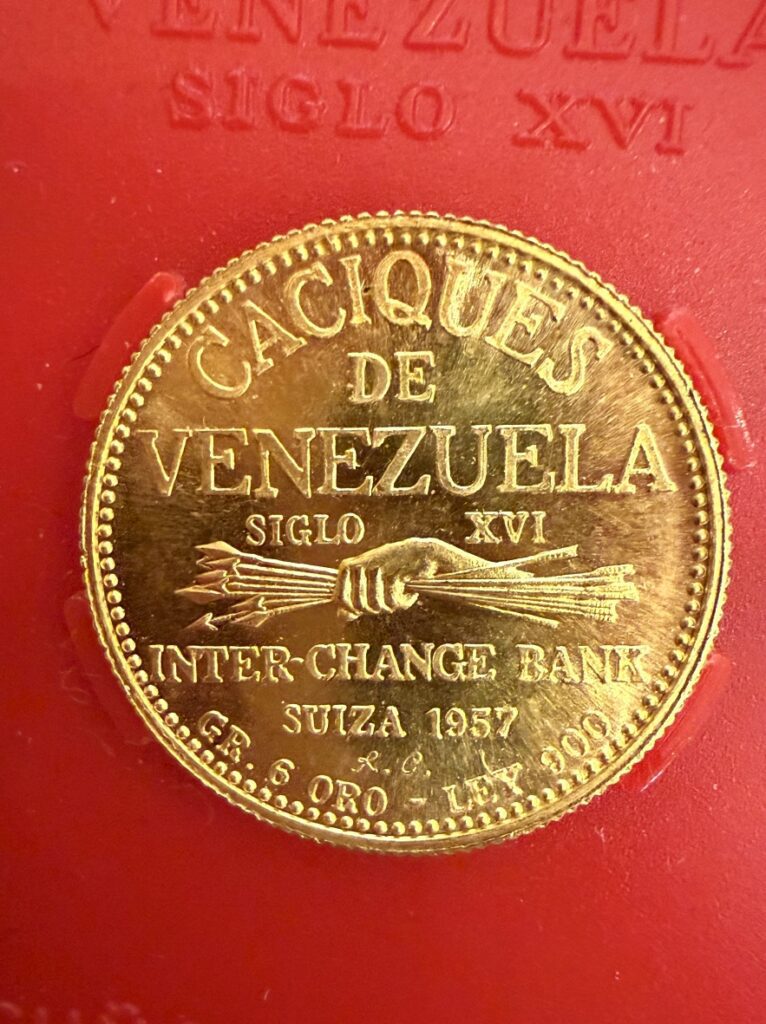 VENEZUELA
SIGLO XVI
CACIQUES
DE
VENEZUELA
SIGLO XVI
INTER-CHANGE BANK
SUIZA 1957
R.C.
GR. 6 ORO - LEY 900